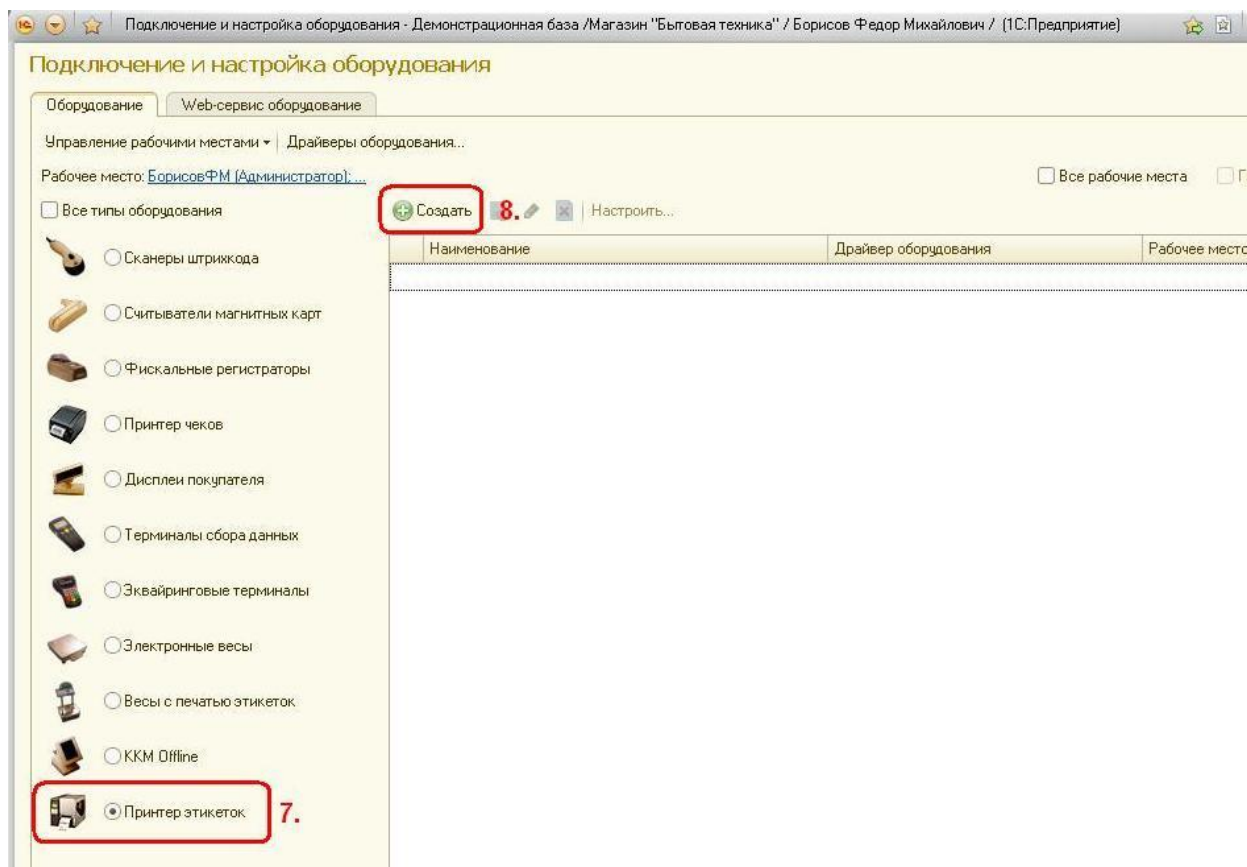 Подключение и настройка оборудования - Демонстрационная база /Магазин "Бытовая техника" / Борисов Федор Михайлович / (1С:Предприятие)
Подключение и настройка оборудования
Оборудование Web-сервис оборудование
Управление рабочими местами Драйверы оборудования...
Рабочее место: БорисовФМ (Администратор); ... Все рабочие места
Все типы оборудования Создать 8. Настроить...
Наименование Драйвер оборудования Рабочее место
Сканеры штрихкода
Считыватели магнитных карт
Фискальные регистраторы
Принтер чеков
Дисплеи покупателя
Терминалы сбора данных
Эквайринговые терминалы
Электронные весы
Весы с печатью этикеток
ККМ Offline
Принтер этикеток 7.